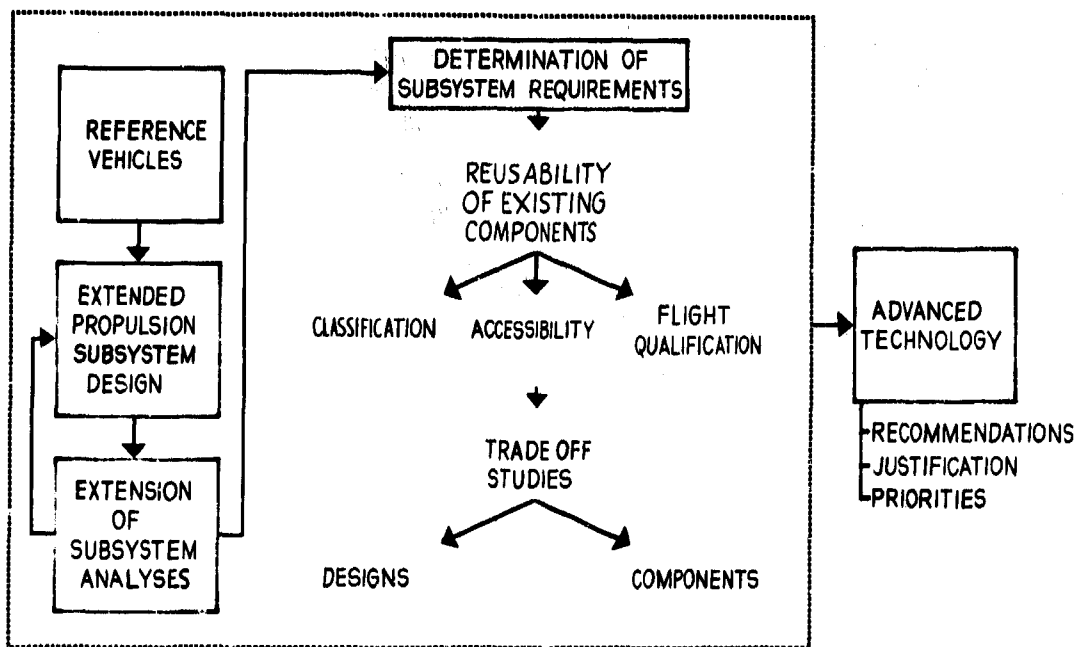 REFERENCE
VEHICLES
EXTENDED
PROPULSION
SUBSYSTEM
DESIGN
EXTENSION
OF
SUBSYSTEM
ANALYSES
DETERMINATION OF
SUBSYSTEM REQUIREMENTS
REUSABILITY
OF EXISTING
COMPONENTS
CLASSIFICATION
ACCESSIBILITY
FLIGHT
QUALIFICATION
TRADE OFF
STUDIES
DESIGNS
COMPONENTS
ADVANCED
TECHNOLOGY
RECOMMENDATIONS
JUSTIFICATION
PRIORITIES